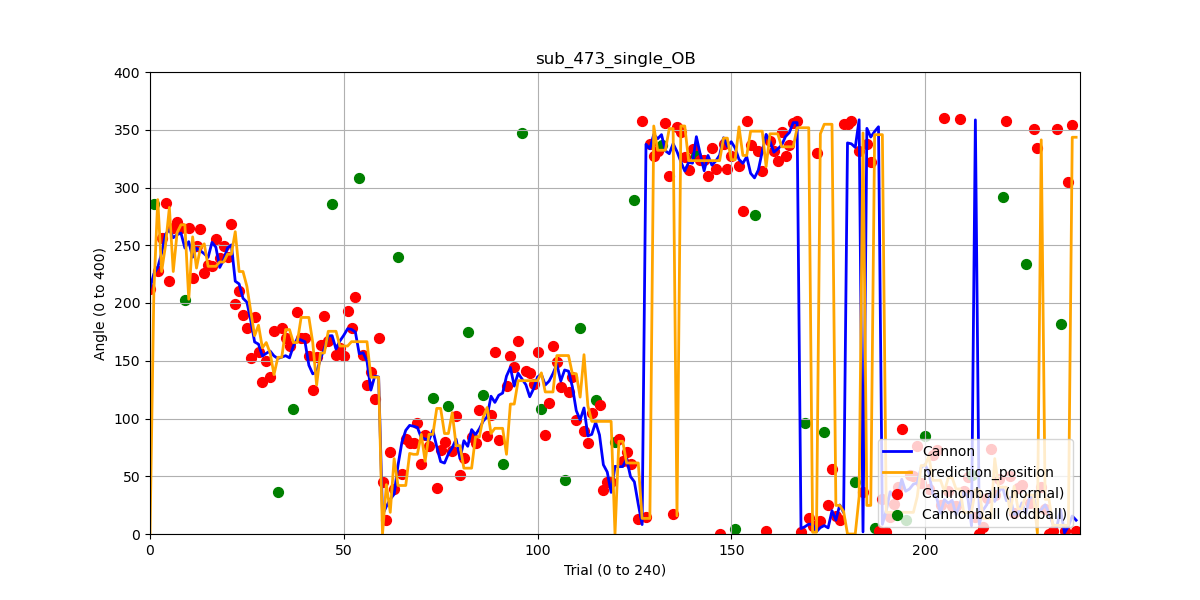 sub_473_single_OB
400
350
300
250
200
150
100
50
0
Angle (0 to 400)
0 50 100 150 200
Trial (0 to 240)
Cannon
prediction_position
Cannonball (normal)
Cannonball (oddball)